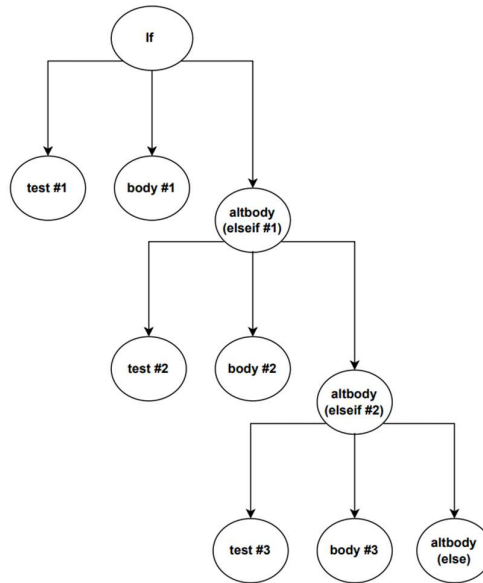 If
test #1
body #1
altbody
(elseif #1)
test #2
body #2
altbody
(elseif #2)
test #3
body #3
altbody
(else)